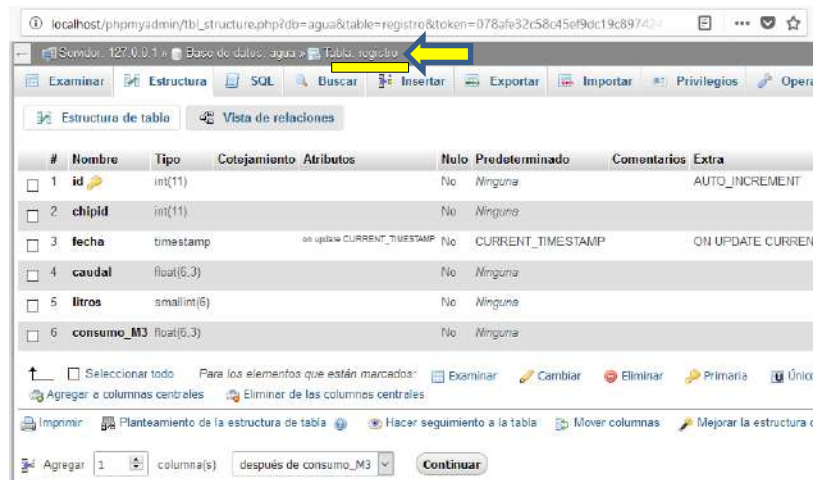 localhost/phpmyadmin/tbl_structure.php?db=agua&table=registro&token=078afe32c58c45ef9dc19c897424
Servidor: 127.0.0.1 » Base de datos: agua » Tabla: registro
Examinar Estructura SQL Buscar Insertar Exportar Importar Privilegios Opera
Estructura de tabla Vista de relaciones
# Nombre Tipo Cotejamiento Atributos Nulo Predeterminado Comentarios Extra
1 id int(11) No Ninguna AUTO_INCREMENT
2 chipid int(11) No Ninguna
3 fecha timestamp on update CURRENT_TIMESTAMP No CURRENT_TIMESTAMP ON UPDATE CURREN
4 caudal float(6,3) No Ninguna
5 litros smallint(6) No Ninguna
6 consumo_M3 float(6,3) No Ninguna
Seleccionar todo Para los elementos que están marcados: Examinar Cambiar Eliminar Primaria Único
Agregar a columnas centrales Eliminar de las columnas centrales
Imprimir Planteamiento de la estructura de tabla Hacer seguimiento a la tabla Mover columnas Mejorar la estructura
Agregar 1 columna(s) después de consumo_M3 Continuar